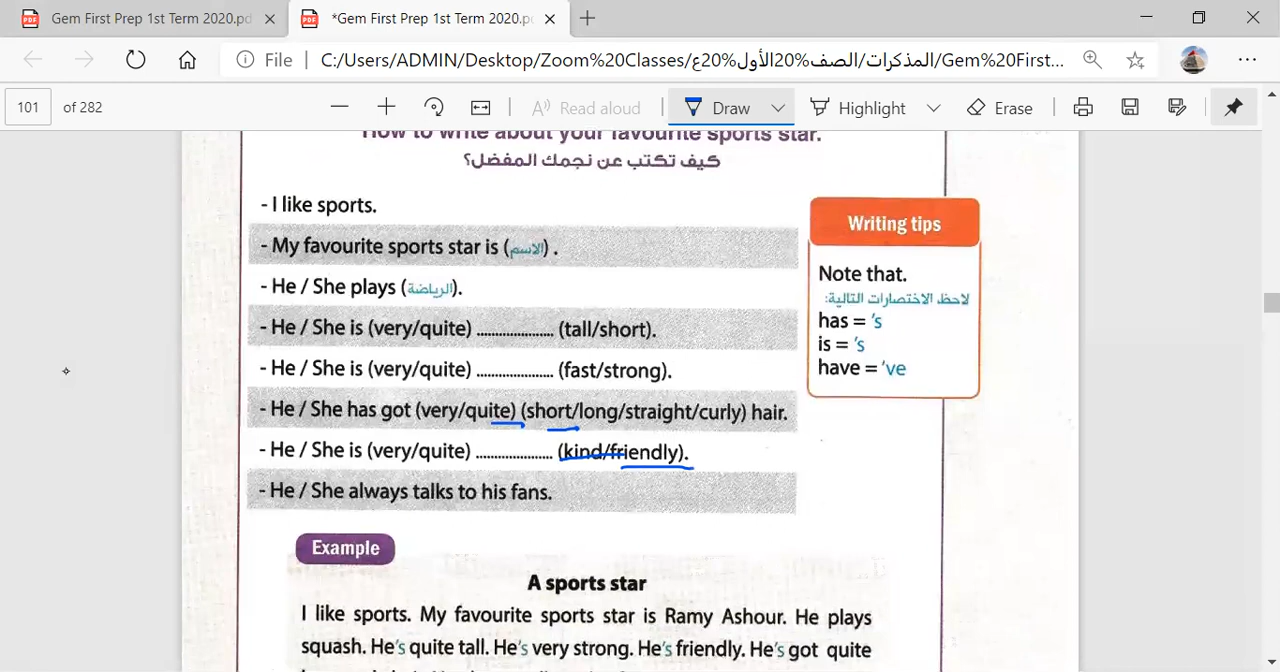 Gem First Prep 1st Term 2020.pd
*Gem First Prep 1st Term 2020.p
File
C:/Users/ADMIN/Desktop/Zoom%20Classes/المذكرات/الصف%20الأول%20ع/Gem%20First...
101 of 282
Read aloud
Draw
Highlight
Erase
How to write about your favourite sports star.
كيف تكتب عن نجمك المفضل؟
- I like sports.
- My favourite sports star is (الاسم) .
- He / She plays (الرياضة).
- He / She is (very/quite) .................... (tall/short).
- He / She is (very/quite) .................... (fast/strong).
- He / She has got (very/quite) (short/long/straight/curly) hair.
- He / She is (very/quite) .................... (kind/friendly).
- He / She always talks to his fans.
Writing tips
Note that.
لاحظ الاختصارات التالية:
has = 's
is = 's
have = 've
Example
A sports star
I like sports. My favourite sports star is Ramy Ashour. He plays
squash. He's quite tall. He's very strong. He's friendly. He's got quite